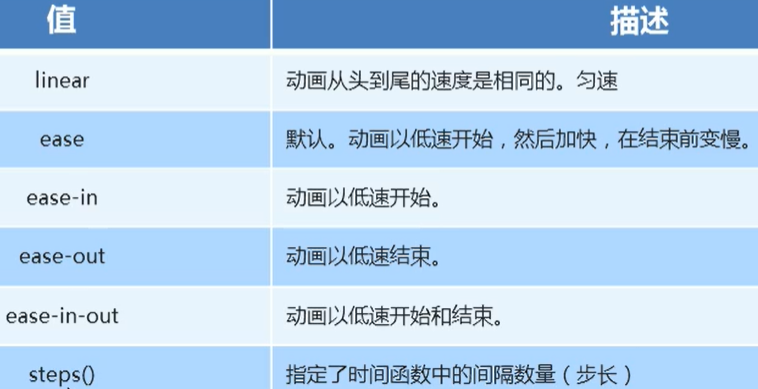 值 描述
linear 动画从头到尾的速度是相同的。匀速
ease 默认。动画以低速开始，然后加快，在结束前变慢。
ease-in 动画以低速开始。
ease-out 动画以低速结束。
ease-in-out 动画以低速开始和结束。
steps() 指定了时间函数中的间隔数量（步长）